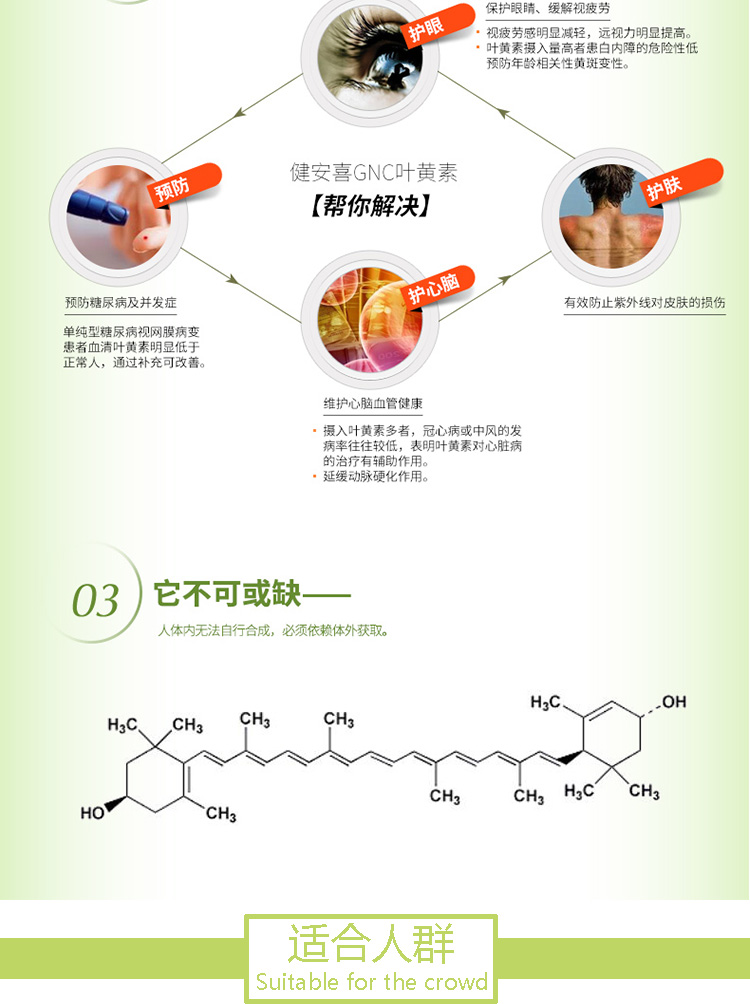 保护眼睛、缓解视疲劳
护眼
视疲劳感明显减轻，远视力明显提高。
叶黄素摄入量高者患白内障的危险性低
预防年龄相关性黄斑变性。
健安喜GNC叶黄素
【帮你解决】
预防
预防糖尿病及并发症
单纯型糖尿病视网膜病变
患者血清叶黄素明显低于
正常人，通过补充可改善。
护肤
有效防止紫外线对皮肤的损伤
护心脑
维护心脑血管健康
摄入叶黄素多者，冠心病或中风的发
病率往往较低，表明叶黄素对心脏病
的治疗有辅助作用。
延缓动脉硬化作用。
03
它不可或缺——
人体内无法自行合成，必须依赖体外获取。
H₃C
CH₃
CH₃
CH₃
H₃C
OH
HO
CH₃
CH₃
CH₃
H₃C
CH₃
适合人群
Suitable for the crowd